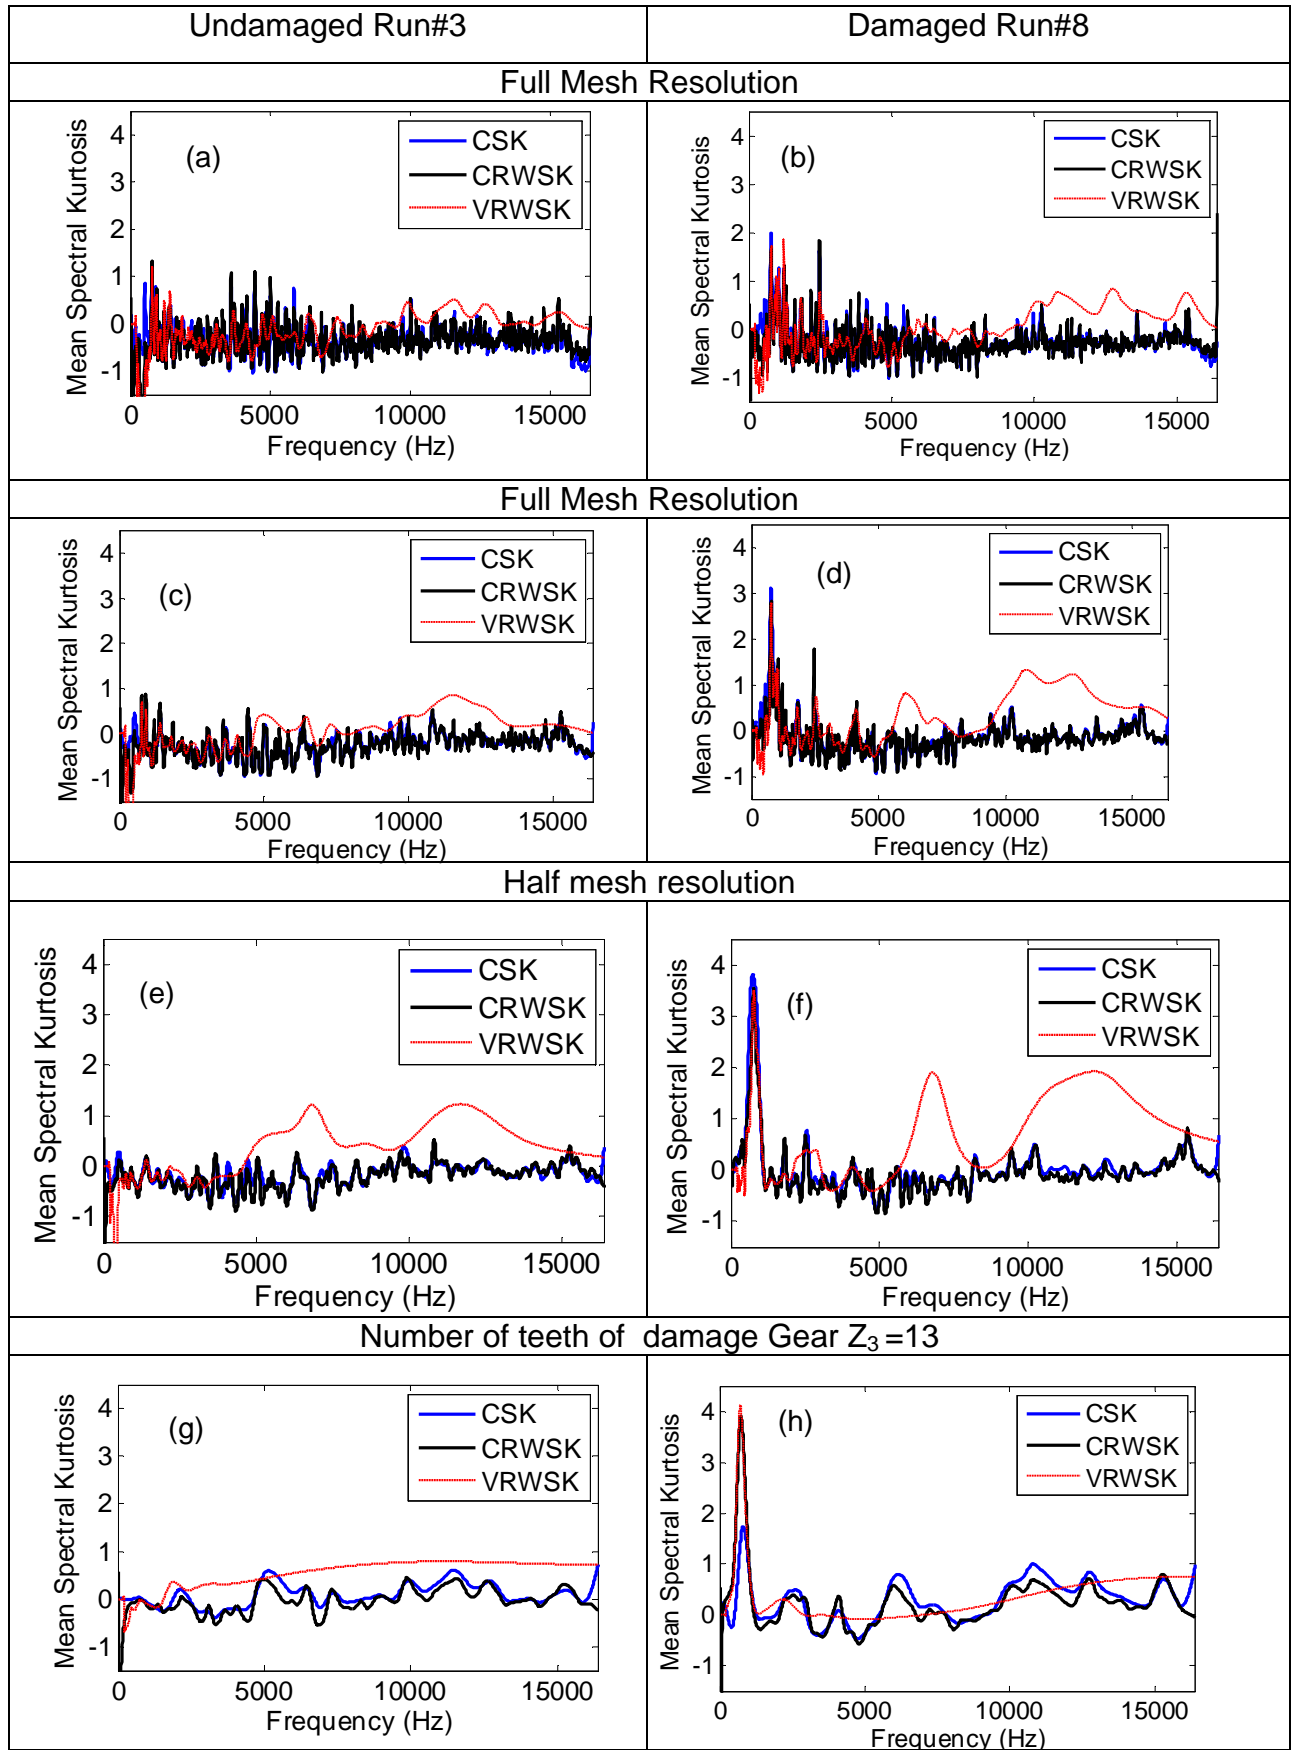 Undamaged Run#3
Damaged Run#8
Full Mesh Resolution
Mean Spectral Kurtosis
4
3
2
1
0
-1
(a)
CSK
CRWSK
VRWSK
0 5000 10000 15000
Frequency (Hz)
Mean Spectral Kurtosis
4
3
2
1
0
-1
(b)
CSK
CRWSK
VRWSK
0 5000 10000 15000
Frequency (Hz)
Full Mesh Resolution
Mean Spectral Kurtosis
4
3
2
1
0
-1
(c)
CSK
CRWSK
VRWSK
0 5000 10000 15000
Frequency (Hz)
Mean Spectral Kurtosis
4
3
2
1
0
-1
(d)
CSK
CRWSK
VRWSK
0 5000 10000 15000
Frequency (Hz)
Half mesh resolution
Mean Spectral Kurtosis
4
3
2
1
0
-1
(e)
CSK
CRWSK
VRWSK
0 5000 10000 15000
Frequency (Hz)
Mean Spectral Kurtosis
4
3
2
1
0
-1
(f)
CSK
CRWSK
VRWSK
0 5000 10000 15000
Frequency (Hz)
Number of teeth of damage Gear Z₃ =13
Mean Spectral Kurtosis
4
3
2
1
0
-1
(g)
CSK
CRWSK
VRWSK
0 5000 10000 15000
Frequency (Hz)
Mean Spectral Kurtosis
4
3
2
1
0
-1
(h)
CSK
CRWSK
VRWSK
0 5000 10000 15000
Frequency (Hz)